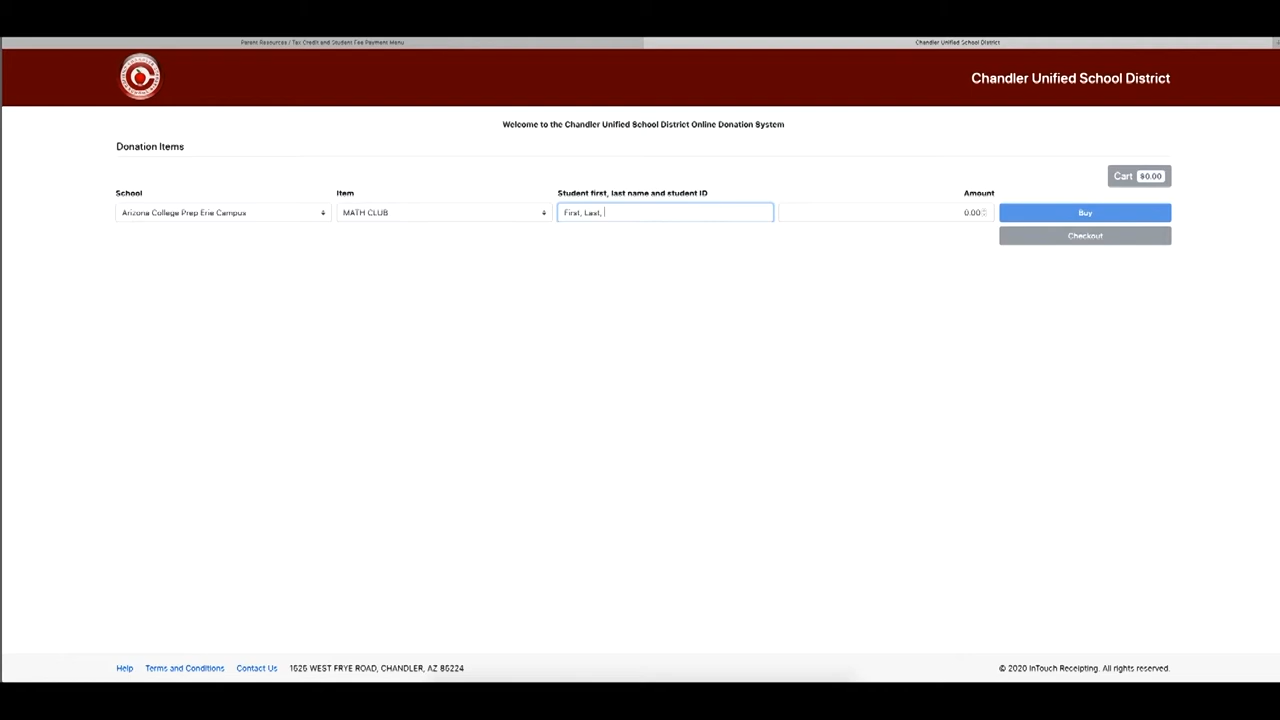 Parent Resources / Tax Credit and Student Fee Payment Menu
Chandler Unified School District
Chandler Unified School District
Welcome to the Chandler Unified School District Online Donation System
Donation Items
Cart $0.00
School Item Student first, last name and student ID Amount
Arizona College Prep Erie Campus MATH CLUB First, Last, 0.00 Buy
Checkout
Help Terms and Conditions Contact Us 1525 WEST FRYE ROAD, CHANDLER, AZ 85224 © 2020 InTouch Receipting. All rights reserved.